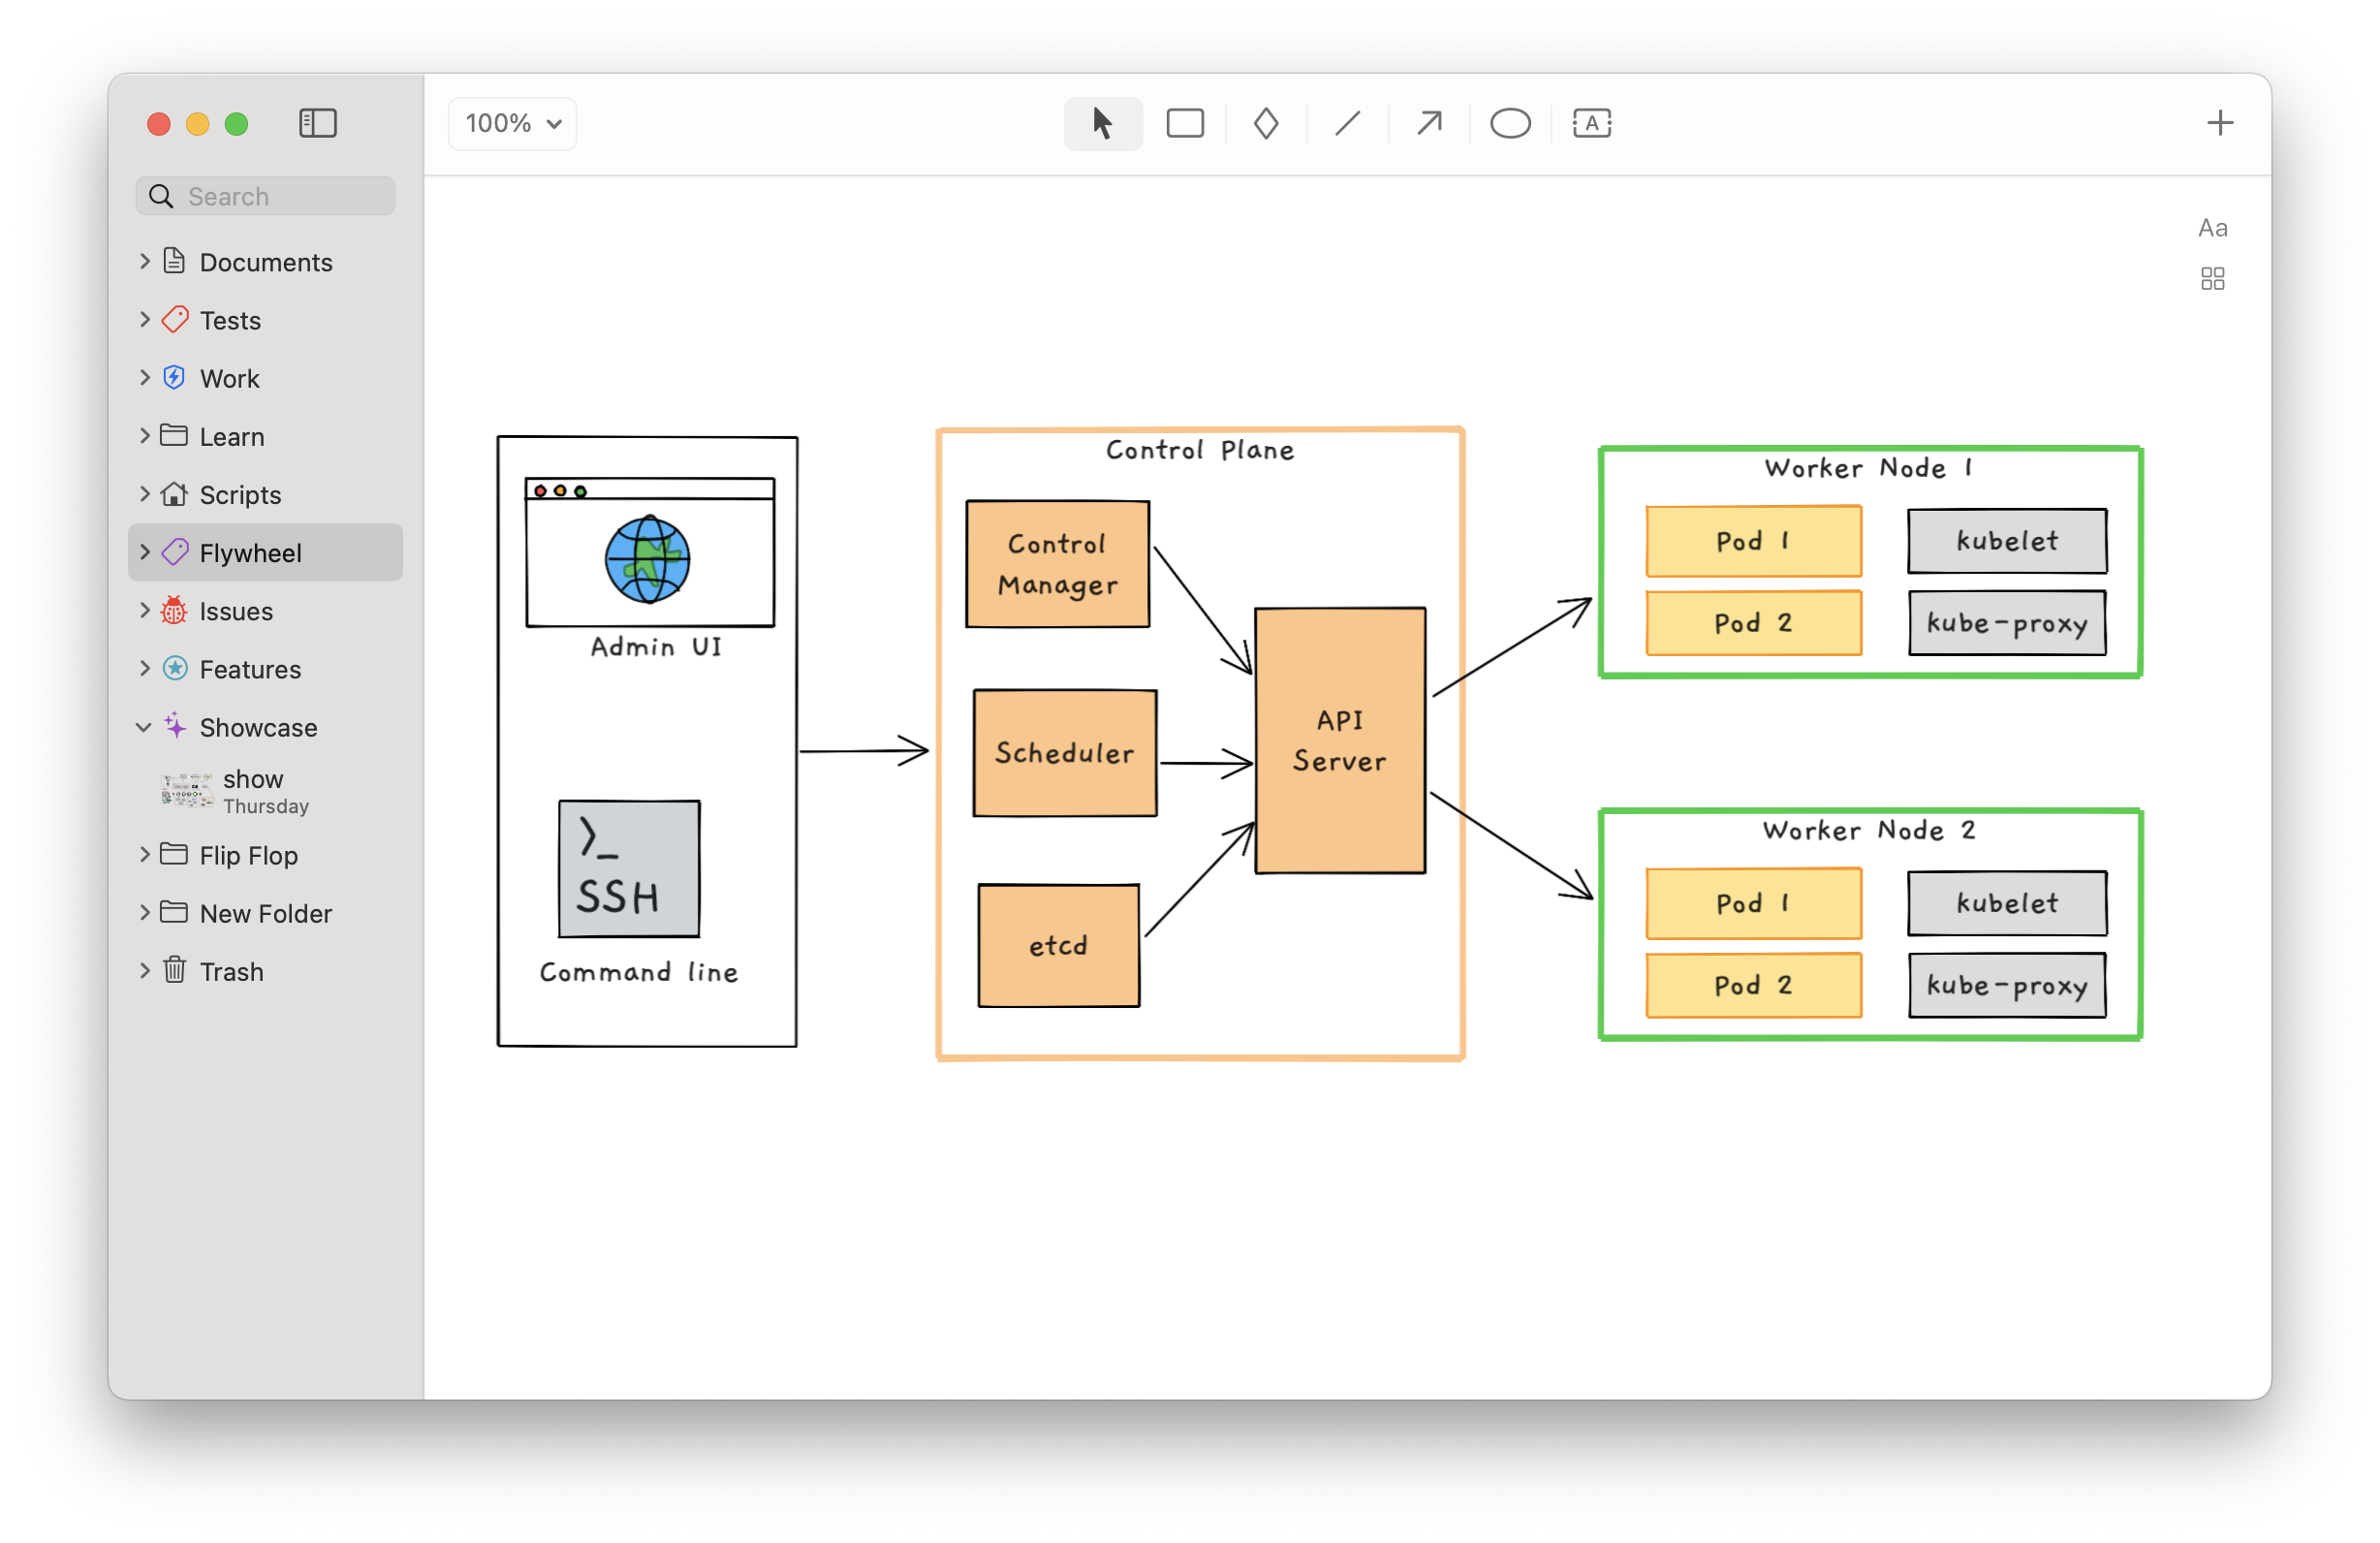 100%
A
Search
Aa
Documents
Tests
Work
Learn
Scripts
Flywheel
Issues
Features
Showcase
show
Thursday
Flip Flop
New Folder
Trash
Admin UI
>_
SSH
Command line
Control Plane
Control
Manager
Scheduler
etcd
API
Server
Worker Node 1
Pod 1
kubelet
Pod 2
kube-proxy
Worker Node 2
Pod 1
kubelet
Pod 2
kube-proxy